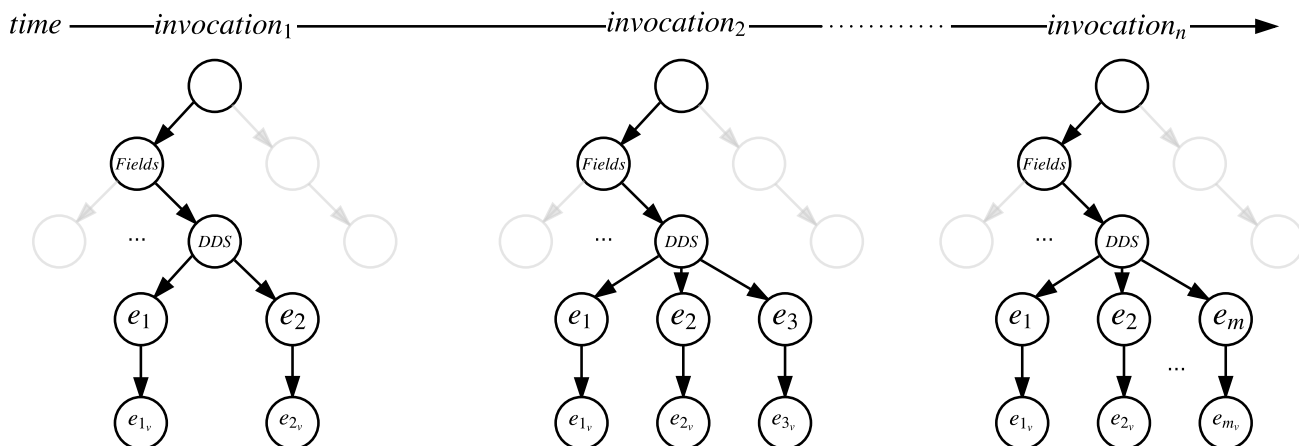 time invocation₁ invocation₂ ......... invocationₙ
Fields Fields Fields
... DDS ... DDS ... DDS
e₁ e₂ e₁ e₂ e₃ e₁ e₂ eₘ
...
e₁ᵥ e₂ᵥ e₁ᵥ e₂ᵥ e₃ᵥ e₁ᵥ e₂ᵥ eₘᵥ